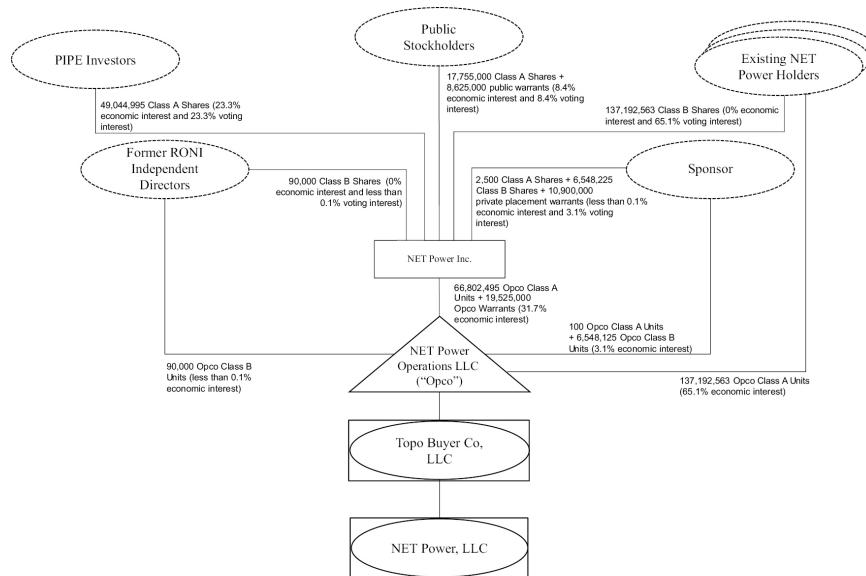 Public
Stockholders
PIPE Investors
Existing NET
Power Holders
17,755,000 Class A Shares +
8,625,000 public warrants (8.4%
economic interest and 8.4% voting
interest)
49,044,995 Class A Shares (23.3%
economic interest and 23.3% voting
interest)
137,192,563 Class B Shares (0% economic
interest and 65.1% voting interest)
Former RONI
Independent
Directors
90,000 Class B Shares (0%
economic interest and less than
0.1% voting interest)
2,500 Class A Shares + 6,548,225
Class B Shares + 10,900,000
private placement warrants (less than 0.1%
economic interest and 3.1% voting
interest)
Sponsor
NET Power Inc.
66,802,495 Opco Class A
Units + 19,525,000
Opco Warrants (31.7%
economic interest)
100 Opco Class A Units
+ 6,548,125 Opco Class B
Units (3.1% economic interest)
NET Power
Operations LLC
(“Opco”)
90,000 Opco Class B
Units (less than 0.1%
economic interest)
137,192,563 Opco Class A Units
(65.1% economic interest)
Topo Buyer Co,
LLC
NET Power, LLC